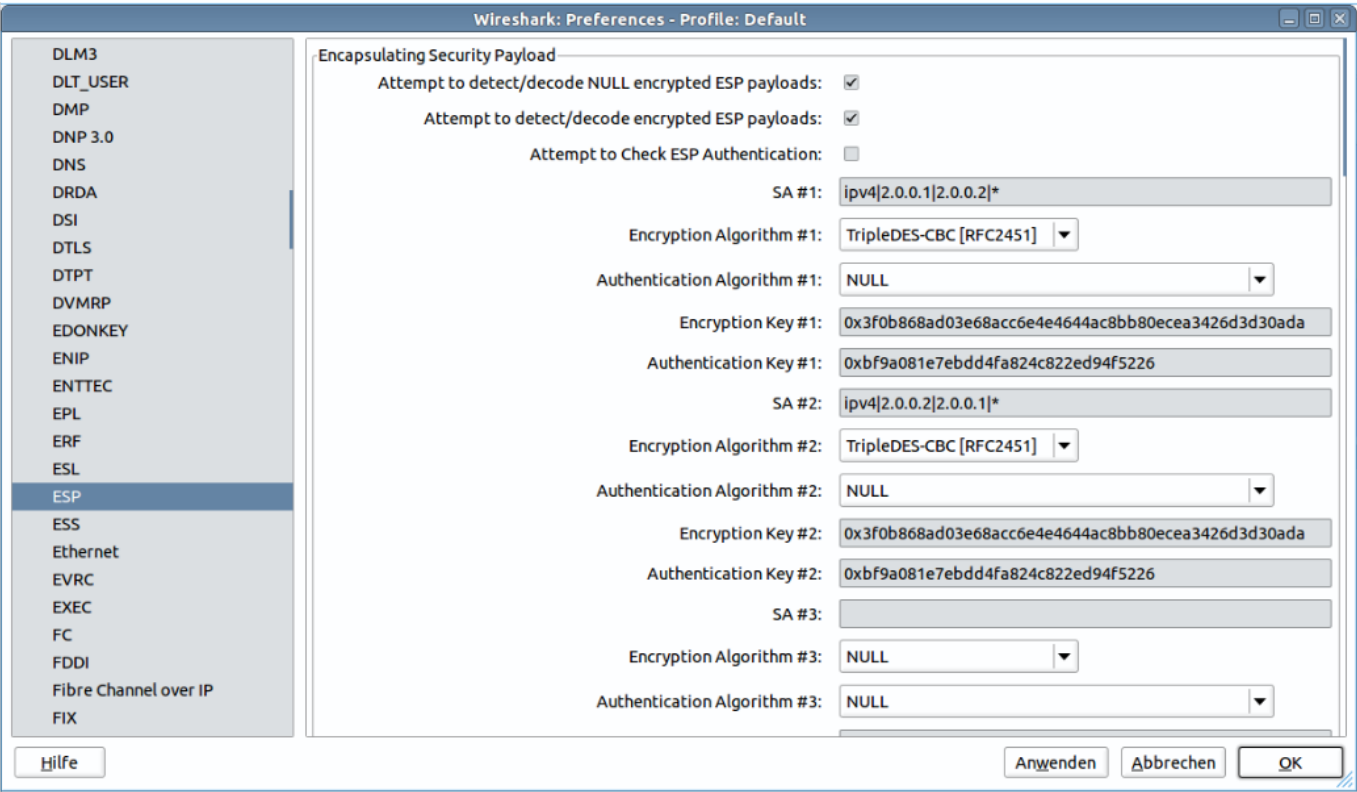 Wireshark: Preferences - Profile: Default
DLM3
DLT_USER
DMP
DNP 3.0
DNS
DRDA
DSI
DTLS
DTPT
DVMRP
EDONKEY
ENIP
ENTTEC
EPL
ERF
ESL
ESP
ESS
Ethernet
EVRC
EXEC
FC
FDDI
Fibre Channel over IP
FIX
Encapsulating Security Payload
Attempt to detect/decode NULL encrypted ESP payloads:
Attempt to detect/decode encrypted ESP payloads:
Attempt to Check ESP Authentication:
SA #1: ipv4|2.0.0.1|2.0.0.2|*
Encryption Algorithm #1: TripleDES-CBC [RFC2451]
Authentication Algorithm #1: NULL
Encryption Key #1: 0x3f0b868ad03e68acc6e4e4644ac8bb80ecea3426d3d30ada
Authentication Key #1: 0xbf9a081e7ebdd4fa824c822ed94f5226
SA #2: ipv4|2.0.0.2|2.0.0.1|*
Encryption Algorithm #2: TripleDES-CBC [RFC2451]
Authentication Algorithm #2: NULL
Encryption Key #2: 0x3f0b868ad03e68acc6e4e4644ac8bb80ecea3426d3d30ada
Authentication Key #2: 0xbf9a081e7ebdd4fa824c822ed94f5226
SA #3:
Encryption Algorithm #3: NULL
Authentication Algorithm #3: NULL
Hilfe
Anwenden
Abbrechen
OK